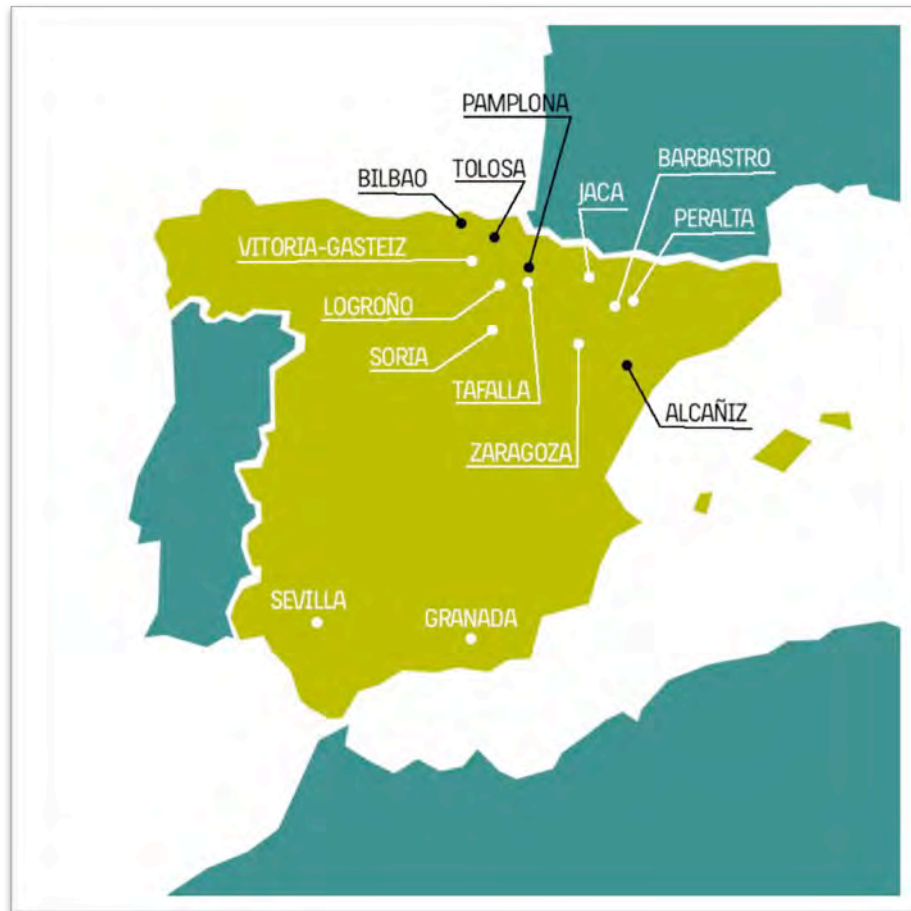 PAMPLONA
BARBASTRO
TOLOSA
BILBAO
JACA
PERALTA
VITORIA-GASTEIZ
LOGROÑO
SORIA
TAFALLA
ALCAÑIZ
ZARAGOZA
SEVILLA
GRANADA